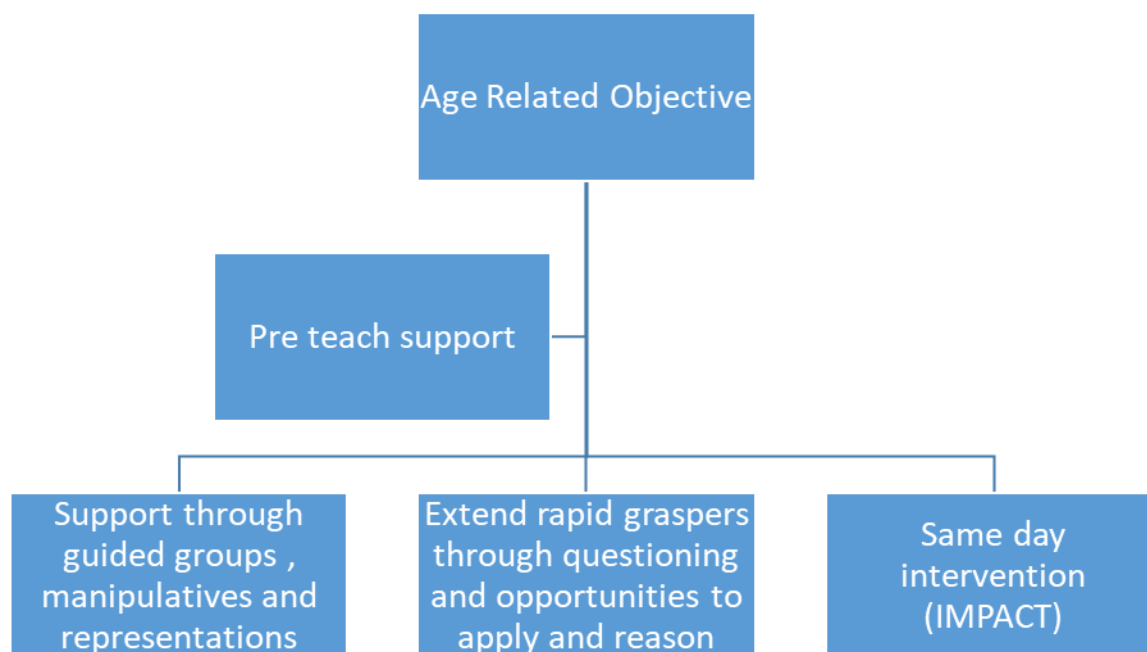 Age Related Objective
Pre teach support
Support through
guided groups ,
manipulatives and
representations
Extend rapid graspers
through questioning
and opportunities to
apply and reason
Same day
intervention
(IMPACT)